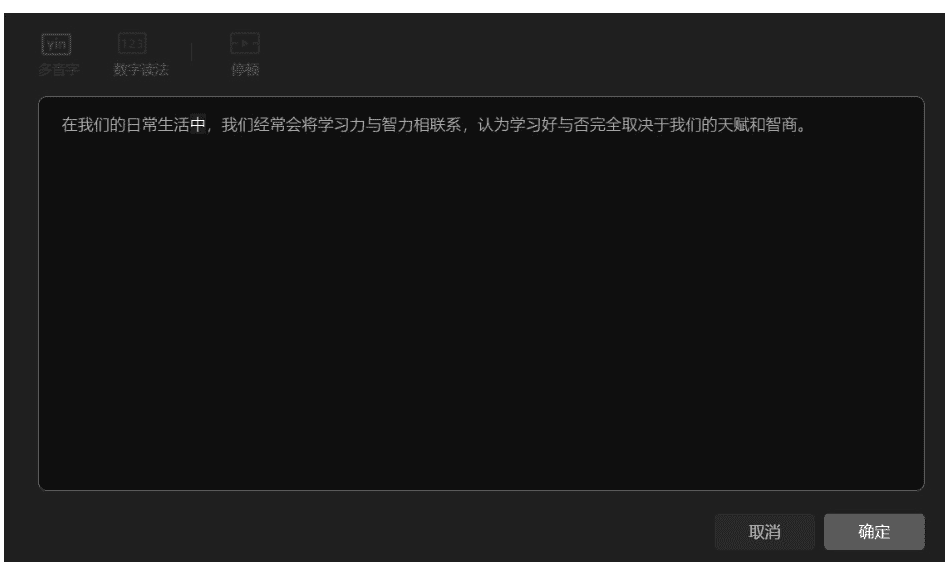 yin
123
多音字
数字读法
停顿
在我们的日常生活中，我们经常会将学习力与智力相联系，认为学习好与否完全取决于我们的天赋和智商。
取消
确定